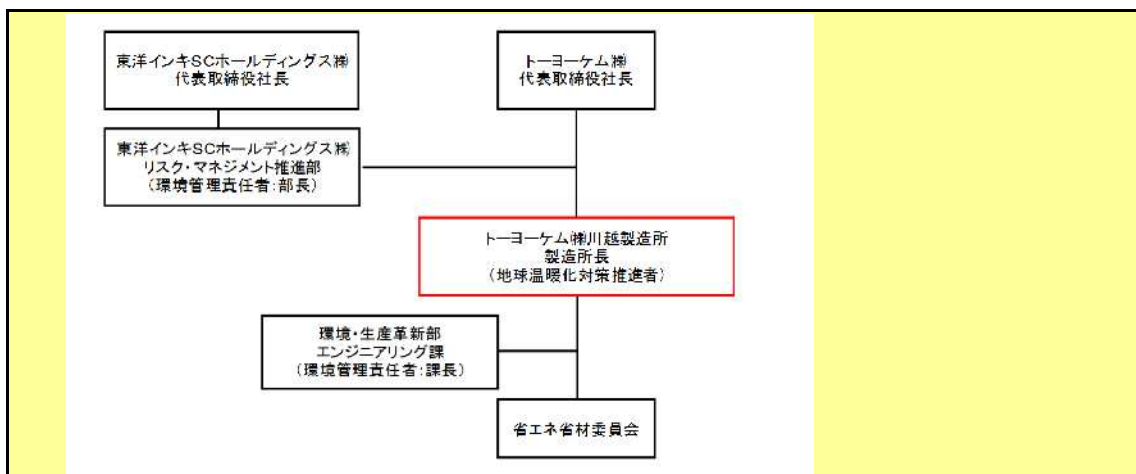 東洋インキSCホールディングス㈱
代表取締役社長
トーヨーケム㈱
代表取締役社長
東洋インキSCホールディングス㈱
リスク・マネジメント推進部
(環境管理責任者:部長)
トーヨーケム㈱川越製造所
製造所長
(地球温暖化対策推進者)
環境・生産革新部
エンジニアリング課
(環境管理責任者:課長)
省エネ省材委員会